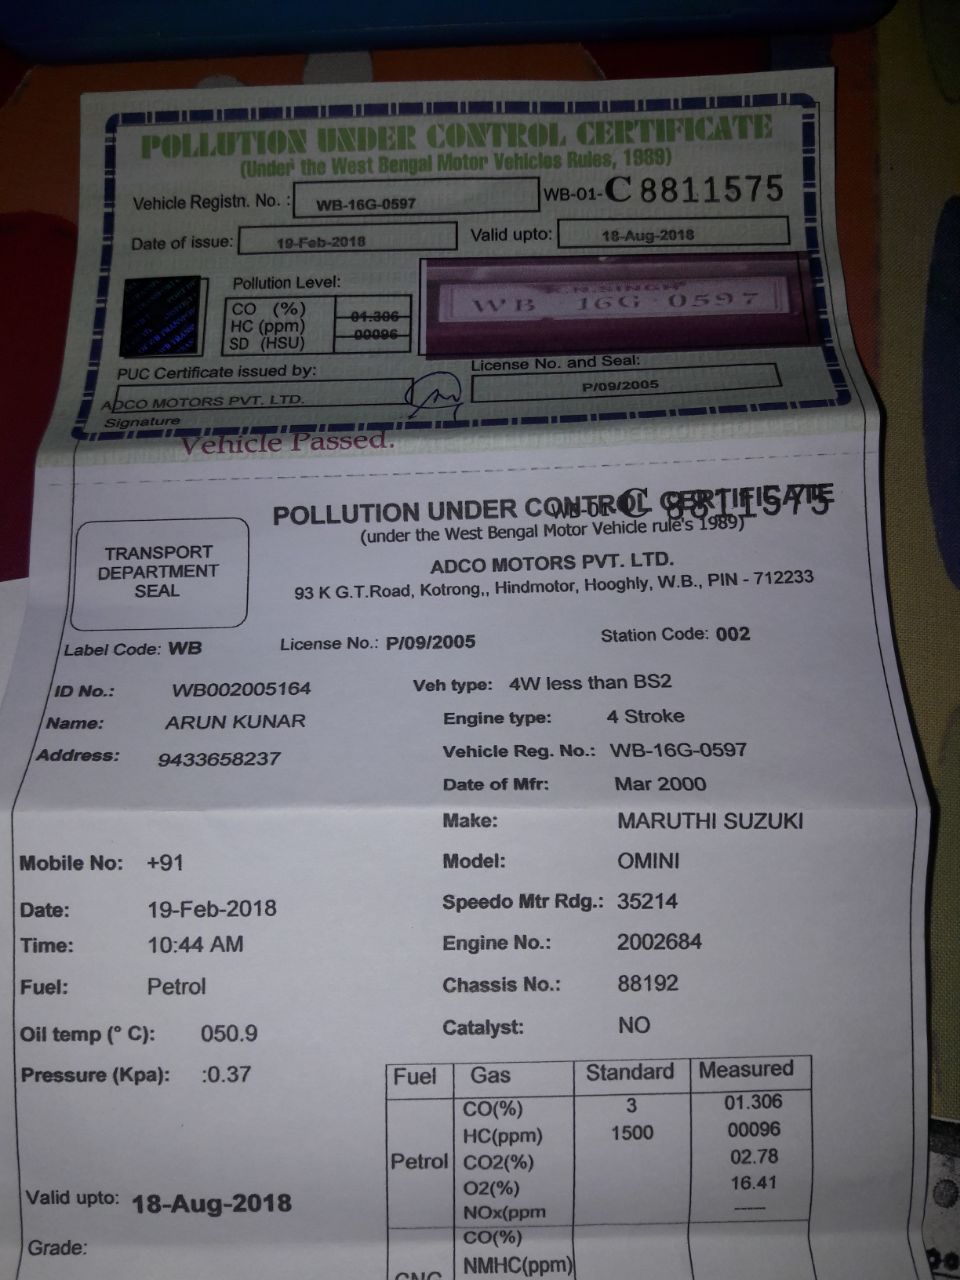 POLLUTION UNDER CONTROL CERTIFICATE
(Under the West Bengal Motor Vehicles Rules, 1989)
Vehicle Registn. No. : WB-16G-0597 WB-01-C 8811575
Date of issue: 19-Feb-2018 Valid upto: 18-Aug-2018
Pollution Level:
CO (%) 01.306
HC (ppm) 00096
SD (HSU)
K.N.SINGH
WB 16G-0597
PUC Certificate issued by:
License No. and Seal:
ADCO MOTORS PVT. LTD. P/09/2005
Signature
Vehicle Passed.
POLLUTION UNDER CONTROL CERTIFICATE
WB-01-C 8811575
(under the West Bengal Motor Vehicle rule's 1989)
TRANSPORT
DEPARTMENT
SEAL
ADCO MOTORS PVT. LTD.
93 K G.T.Road, Kotrong,, Hindmotor, Hooghly, W.B., PIN - 712233
Label Code: WB License No.: P/09/2005 Station Code: 002
ID No.: WB002005164 Veh type: 4W less than BS2
Name: ARUN KUNAR Engine type: 4 Stroke
Address: 9433658237 Vehicle Reg. No.: WB-16G-0597
Date of Mfr: Mar 2000
Make: MARUTHI SUZUKI
Mobile No: +91 Model: OMINI
Date: 19-Feb-2018 Speedo Mtr Rdg.: 35214
Time: 10:44 AM Engine No.: 2002684
Fuel: Petrol Chassis No.: 88192
Oil temp (° C): 050.9 Catalyst: NO
Pressure (Kpa): :0.37
Fuel Gas Standard Measured
CO(%) 3 01.306
HC(ppm) 1500 00096
Petrol CO2(%) 02.78
O2(%) 16.41
NOx(ppm ----
Valid upto: 18-Aug-2018
CO(%)
Grade:
NMHC(ppm)
CNG